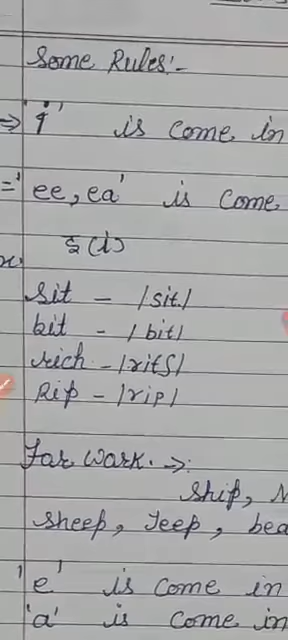 Some Rules:-
⇒ 'i' is come in
=' ee, ea' is come
इ (i)
Sit - /sit/
bit - /bit/
rich - /ritʃ/
Rip - /rip/
For Work. →:
Ship,
Sheep, Jeep, bea
'e' is come in
'a' is come in